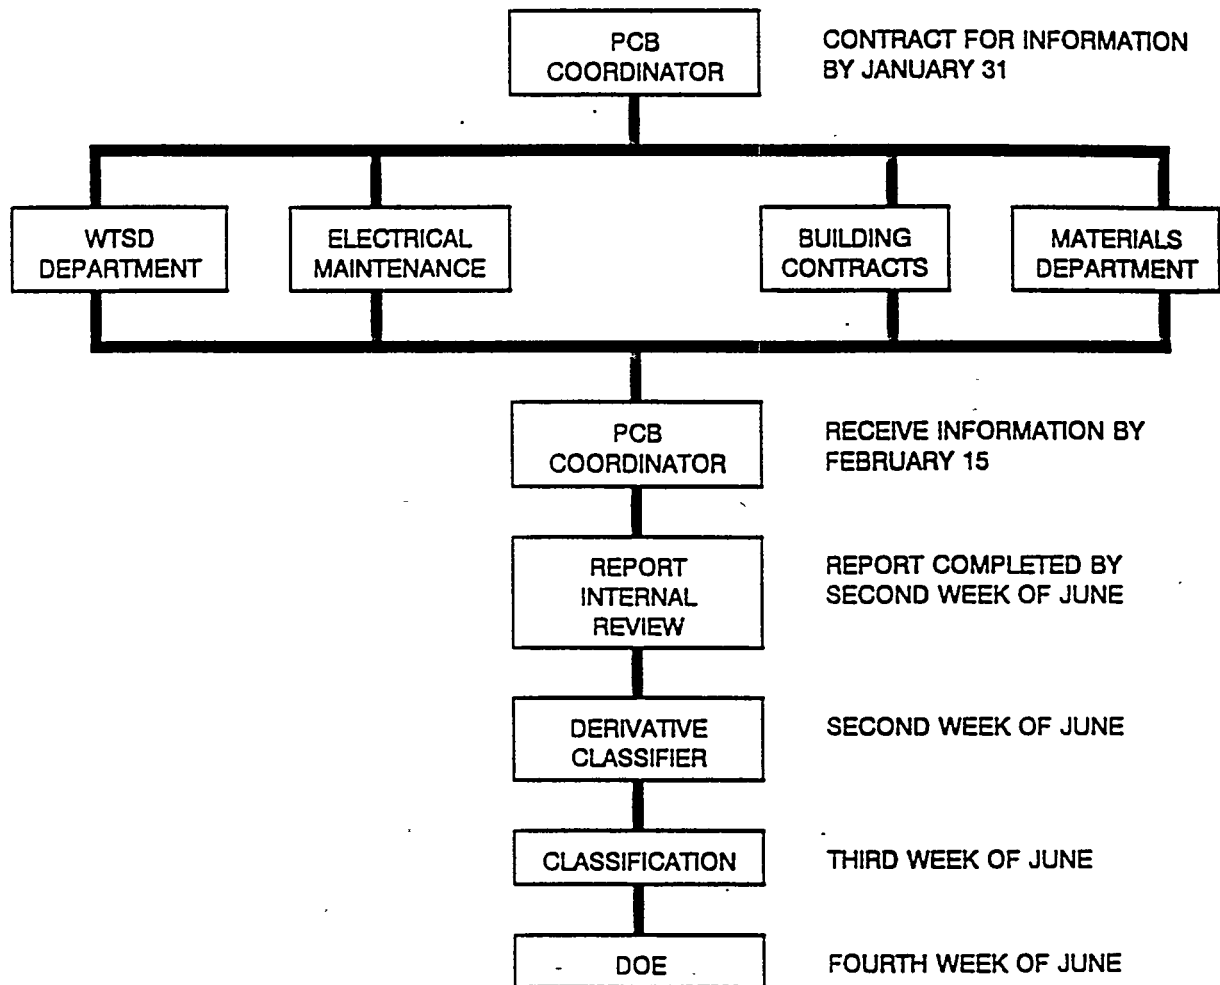 PCB
COORDINATOR
CONTRACT FOR INFORMATION
BY JANUARY 31
WTSD
DEPARTMENT
ELECTRICAL
MAINTENANCE
BUILDING
CONTRACTS
MATERIALS
DEPARTMENT
PCB
COORDINATOR
RECEIVE INFORMATION BY
FEBRUARY 15
REPORT
INTERNAL
REVIEW
REPORT COMPLETED BY
SECOND WEEK OF JUNE
DERIVATIVE
CLASSIFIER
SECOND WEEK OF JUNE
CLASSIFICATION
THIRD WEEK OF JUNE
DOE
FOURTH WEEK OF JUNE